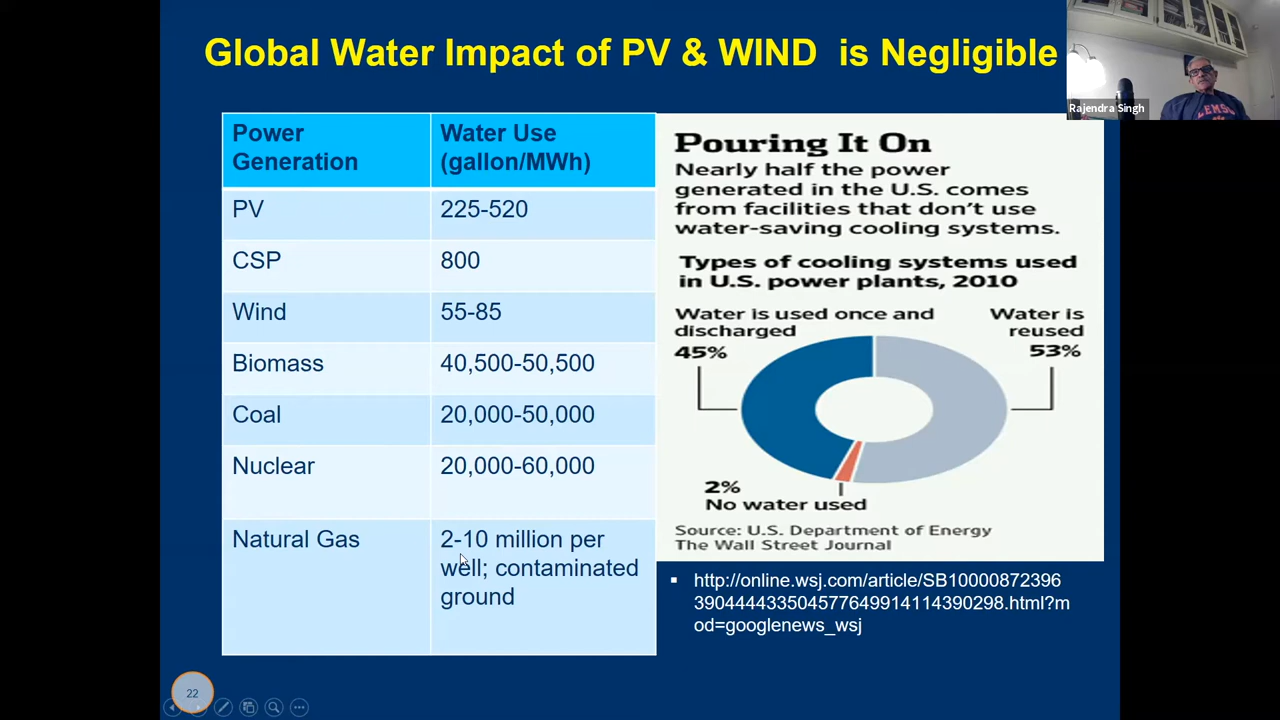 Global Water Impact of PV & WIND is Negligible
Rajendra Singh
Power Generation
Water Use (gallon/MWh)
PV
225-520
CSP
800
Wind
55-85
Biomass
40,500-50,500
Coal
20,000-50,000
Nuclear
20,000-60,000
Natural Gas
2-10 million per
well; contaminated
ground
Pouring It On
Nearly half the power
generated in the U.S. comes
from facilities that don't use
water-saving cooling systems.
Types of cooling systems used
in U.S. power plants, 2010
Water is used once and
discharged
45%
Water is
reused
53%
2%
No water used
Source: U.S. Department of Energy
The Wall Street Journal
▪ http://online.wsj.com/article/SB10000872396
390444433504577649914114390298.html?m
od=googlenews_wsj
22